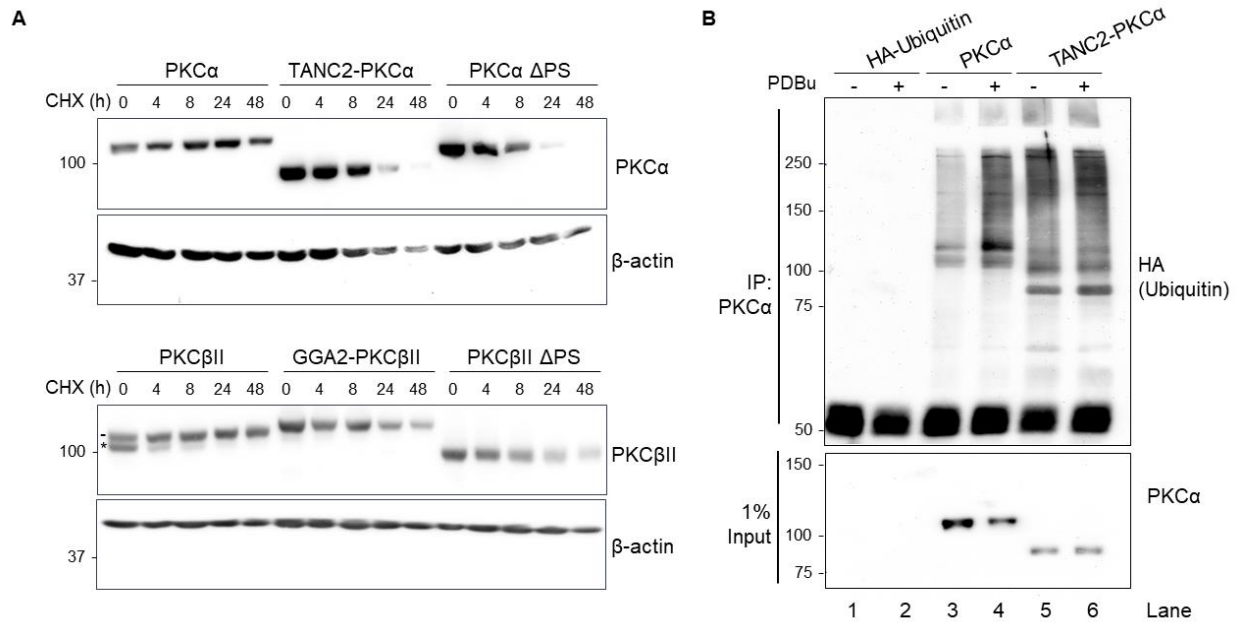 A
PKCα TANC2-PKCα PKCα ΔPS
CHX (h) 0 4 8 24 48 0 4 8 24 48 0 4 8 24 48
100 -
PKCα
37 -
β-actin
PKCβII GGA2-PKCβII PKCβII ΔPS
CHX (h) 0 4 8 24 48 0 4 8 24 48 0 4 8 24 48
-
*
100 -
PKCβII
37 -
β-actin
B
HA-Ubiquitin PKCα TANC2-PKCα
PDBu - + - + - +
250 -
150 -
100 -
75 -
50 -
IP:
PKCα
HA
(Ubiquitin)
150 -
100 -
75 -
1%
Input
PKCα
1 2 3 4 5 6 Lane